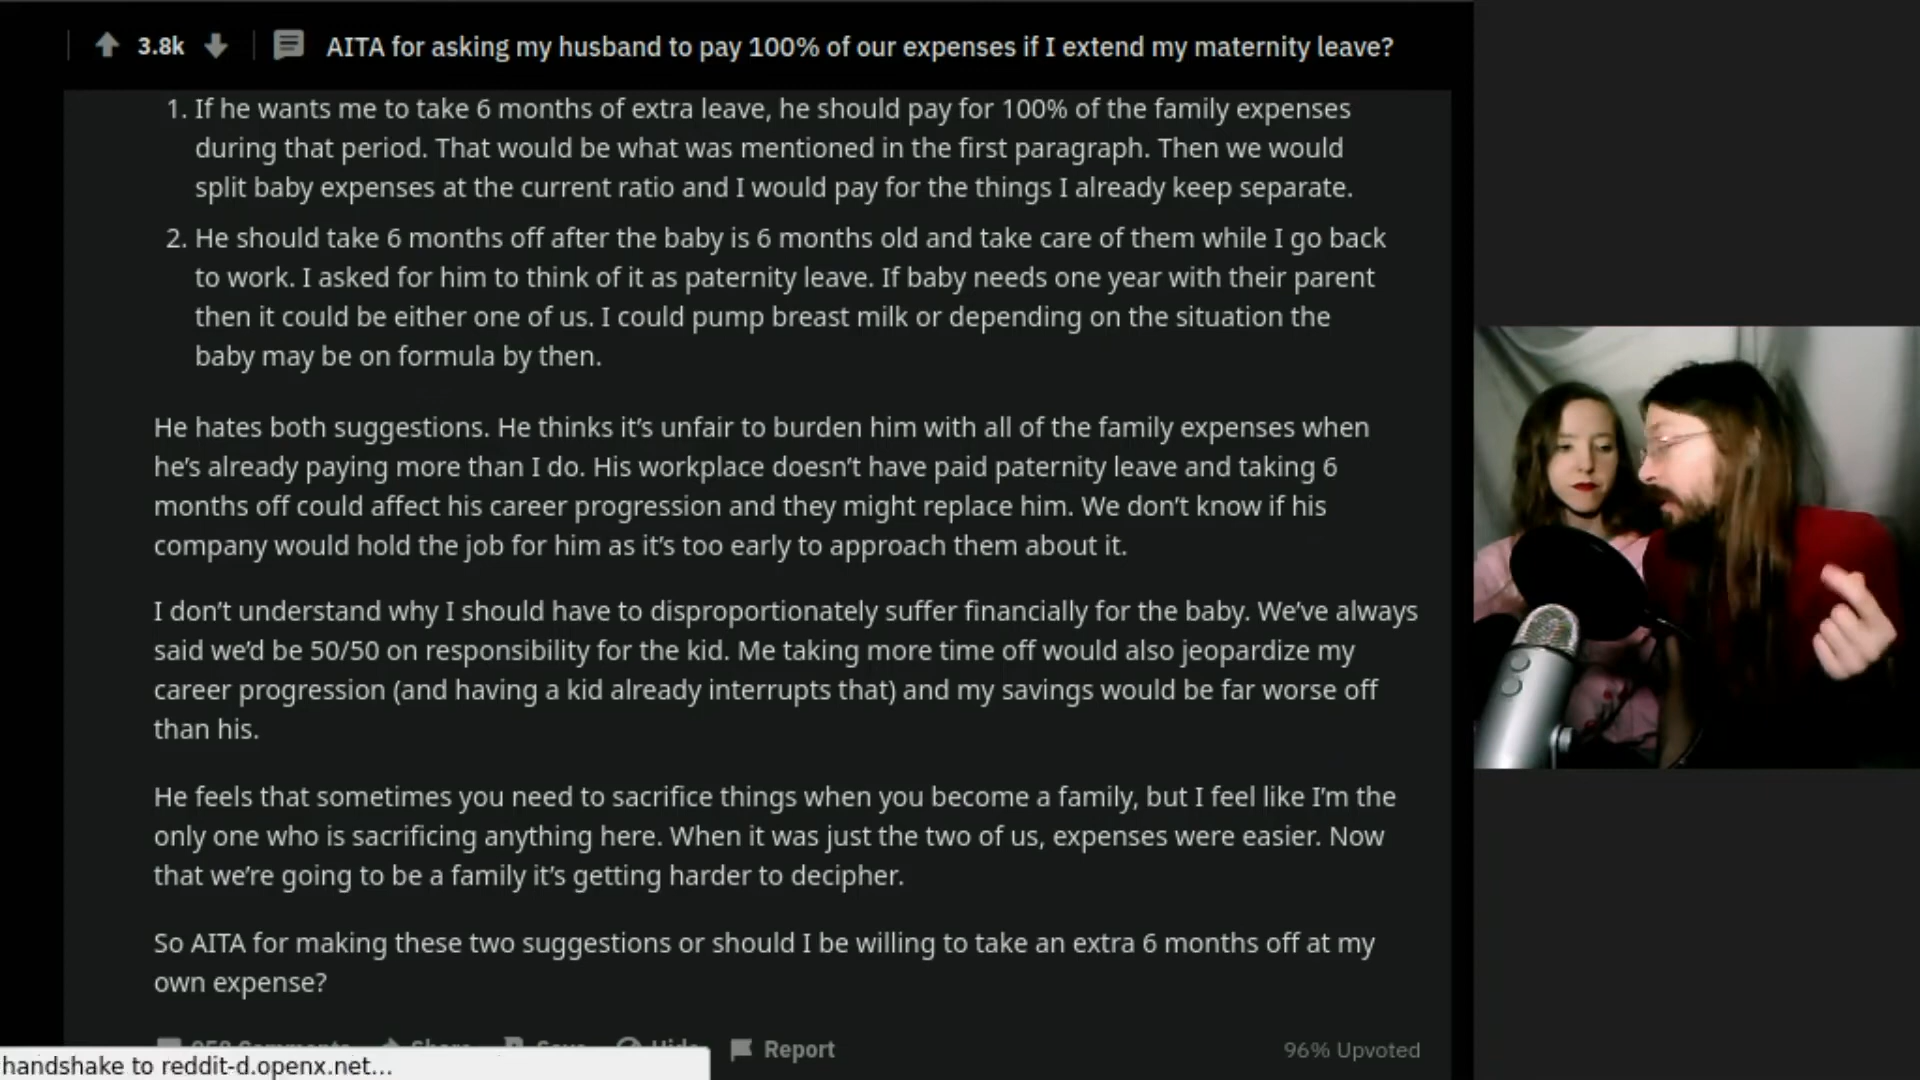 3.8k AITA for asking my husband to pay 100% of our expenses if I extend my maternity leave?
1. If he wants me to take 6 months of extra leave, he should pay for 100% of the family expenses
during that period. That would be what was mentioned in the first paragraph. Then we would
split baby expenses at the current ratio and I would pay for the things I already keep separate.
2. He should take 6 months off after the baby is 6 months old and take care of them while I go back
to work. I asked for him to think of it as paternity leave. If baby needs one year with their parent
then it could be either one of us. I could pump breast milk or depending on the situation the
baby may be on formula by then.
He hates both suggestions. He thinks it's unfair to burden him with all of the family expenses when
he's already paying more than I do. His workplace doesn't have paid paternity leave and taking 6
months off could affect his career progression and they might replace him. We don't know if his
company would hold the job for him as it's too early to approach them about it.
I don't understand why I should have to disproportionately suffer financially for the baby. We've always
said we'd be 50/50 on responsibility for the kid. Me taking more time off would also jeopardize my
career progression (and having a kid already interrupts that) and my savings would be far worse off
than his.
He feels that sometimes you need to sacrifice things when you become a family, but I feel like I'm the
only one who is sacrificing anything here. When it was just the two of us, expenses were easier. Now
that we're going to be a family it's getting harder to decipher.
So AITA for making these two suggestions or should I be willing to take an extra 6 months off at my
own expense?
Comments Share Save Hide Report 96% Upvoted
handshake to reddit-d.openx.net...